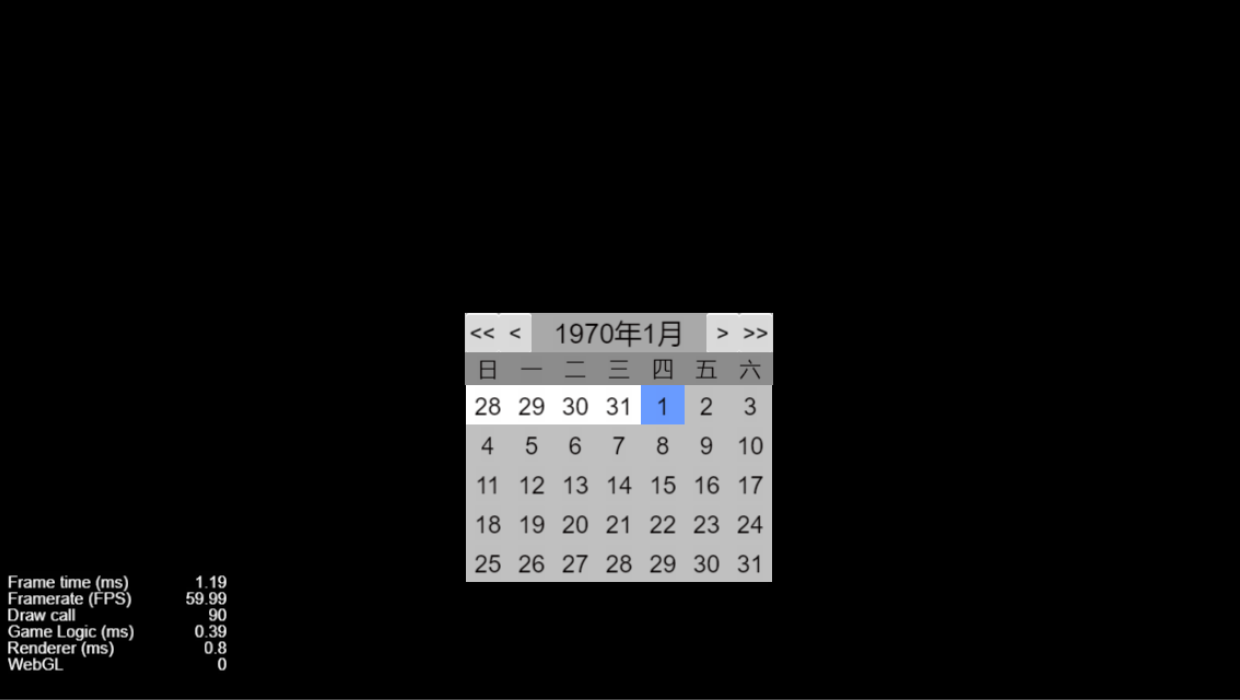 << < 1970年1月 > >>
日 一 二 三 四 五 六
28 29 30 31 1 2 3
4 5 6 7 8 9 10
11 12 13 14 15 16 17
18 19 20 21 22 23 24
25 26 27 28 29 30 31
Frame time (ms) 1.19
Framerate (FPS) 59.99
Draw call 90
Game Logic (ms) 0.39
Renderer (ms) 0.8
WebGL 0